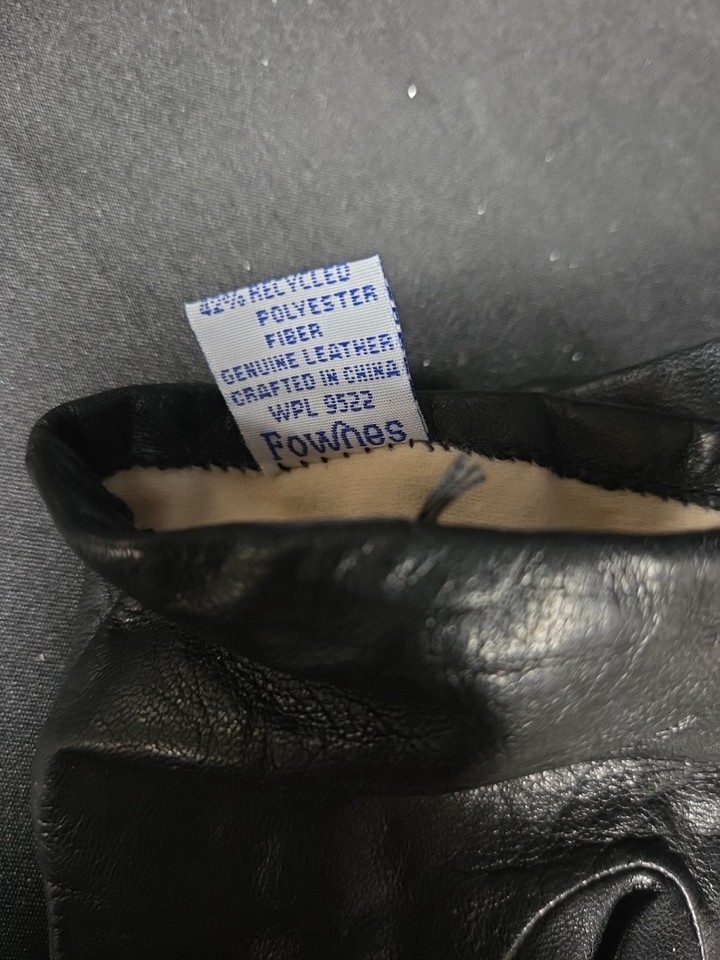 42% RECYCLED
POLYESTER
FIBER
GENUINE LEATHER
CRAFTED IN CHINA
WPL 9522
Fownes